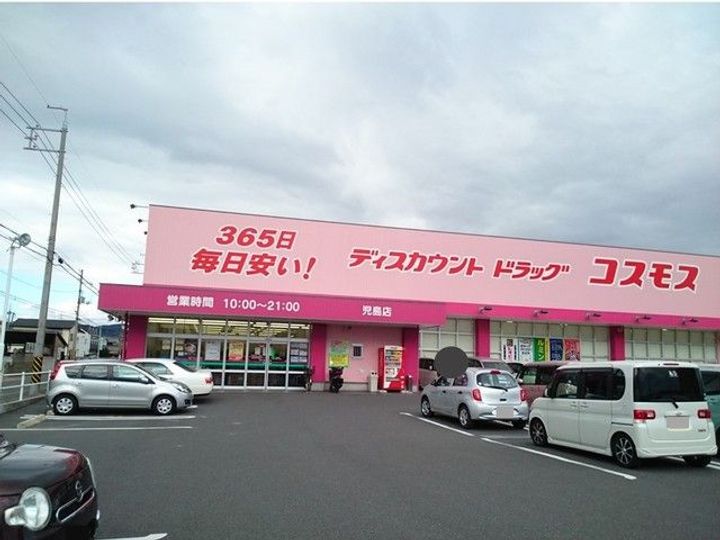 365日
毎日安い!
ディスカウント ドラッグ コスモス
営業時間 10:00〜21:00
児島店